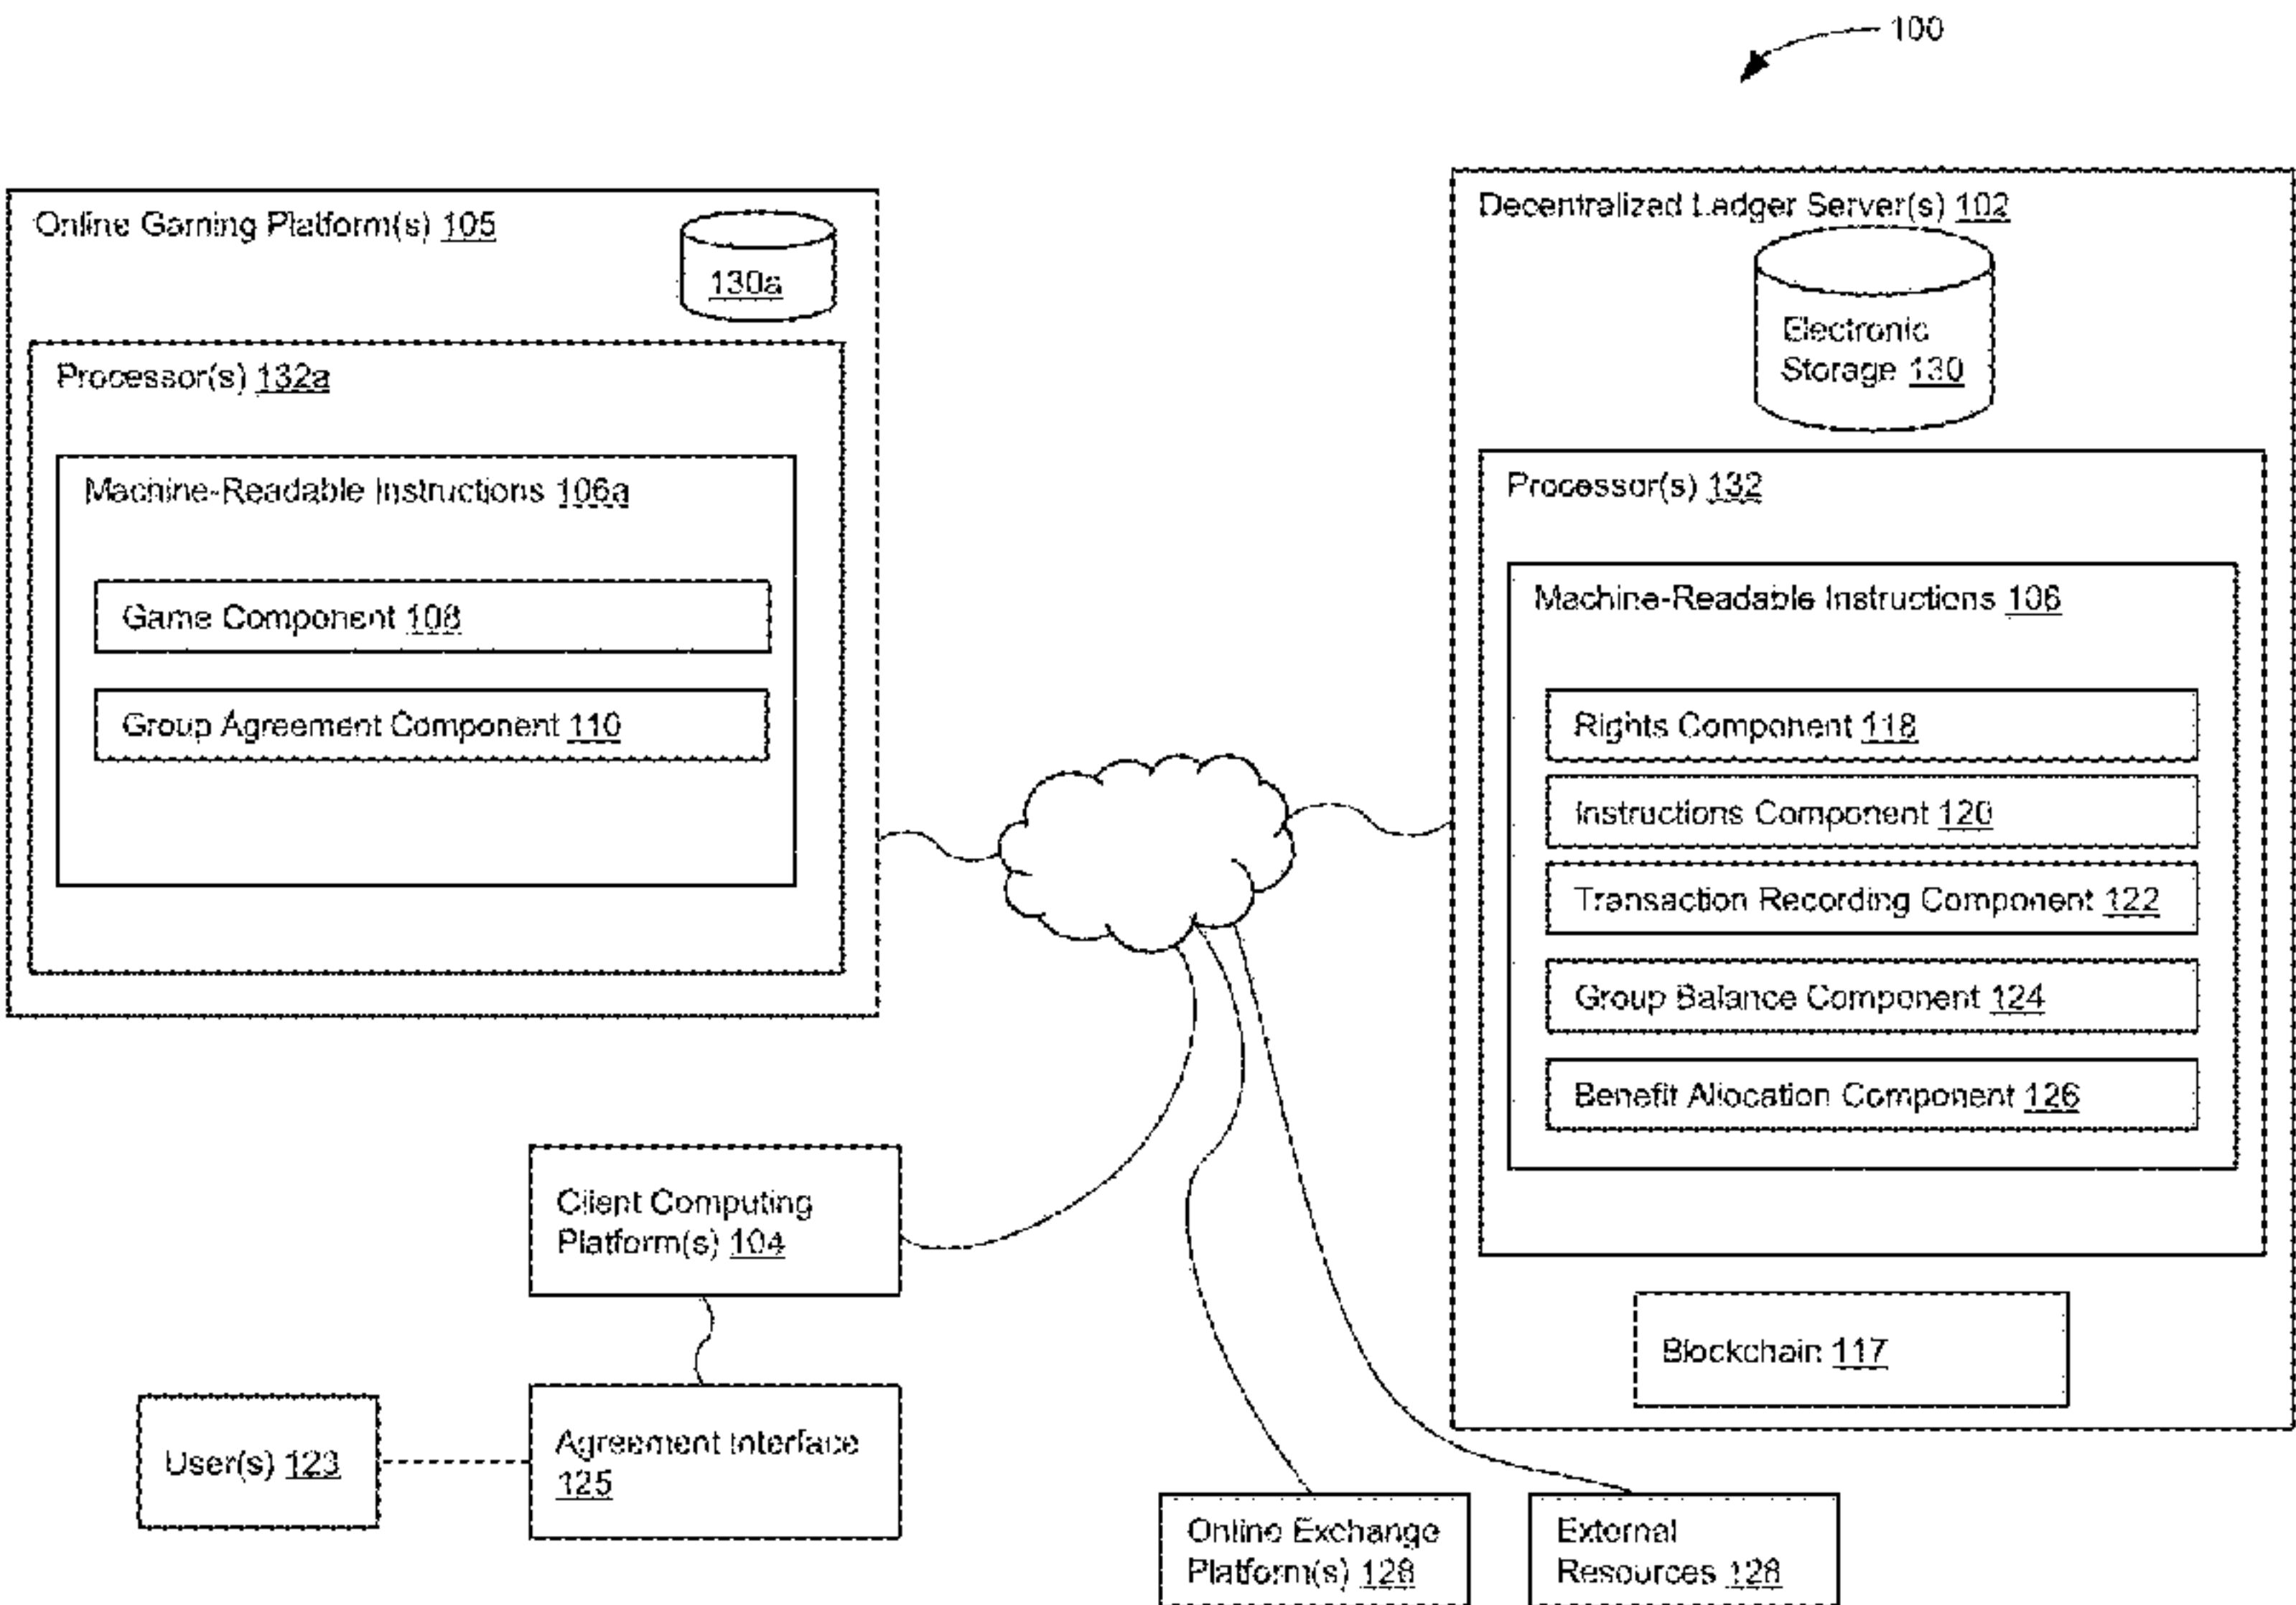 100
Online Gaming Platform(s) 105
130a
Processor(s) 132a
Machine-Readable Instructions 106a
Game Component 108
Group Agreement Component 110
Decentralized Ledger Server(s) 102
Electronic
Storage 130
Processor(s) 132
Machine-Readable Instructions 106
Rights Component 118
Instructions Component 120
Transaction Recording Component 122
Group Balance Component 124
Benefit Allocation Component 126
Blockchain 117
Client Computing
Platform(s) 104
User(s) 123
Agreement Interface
125
Online Exchange
Platform(s) 128
External
Resources 128